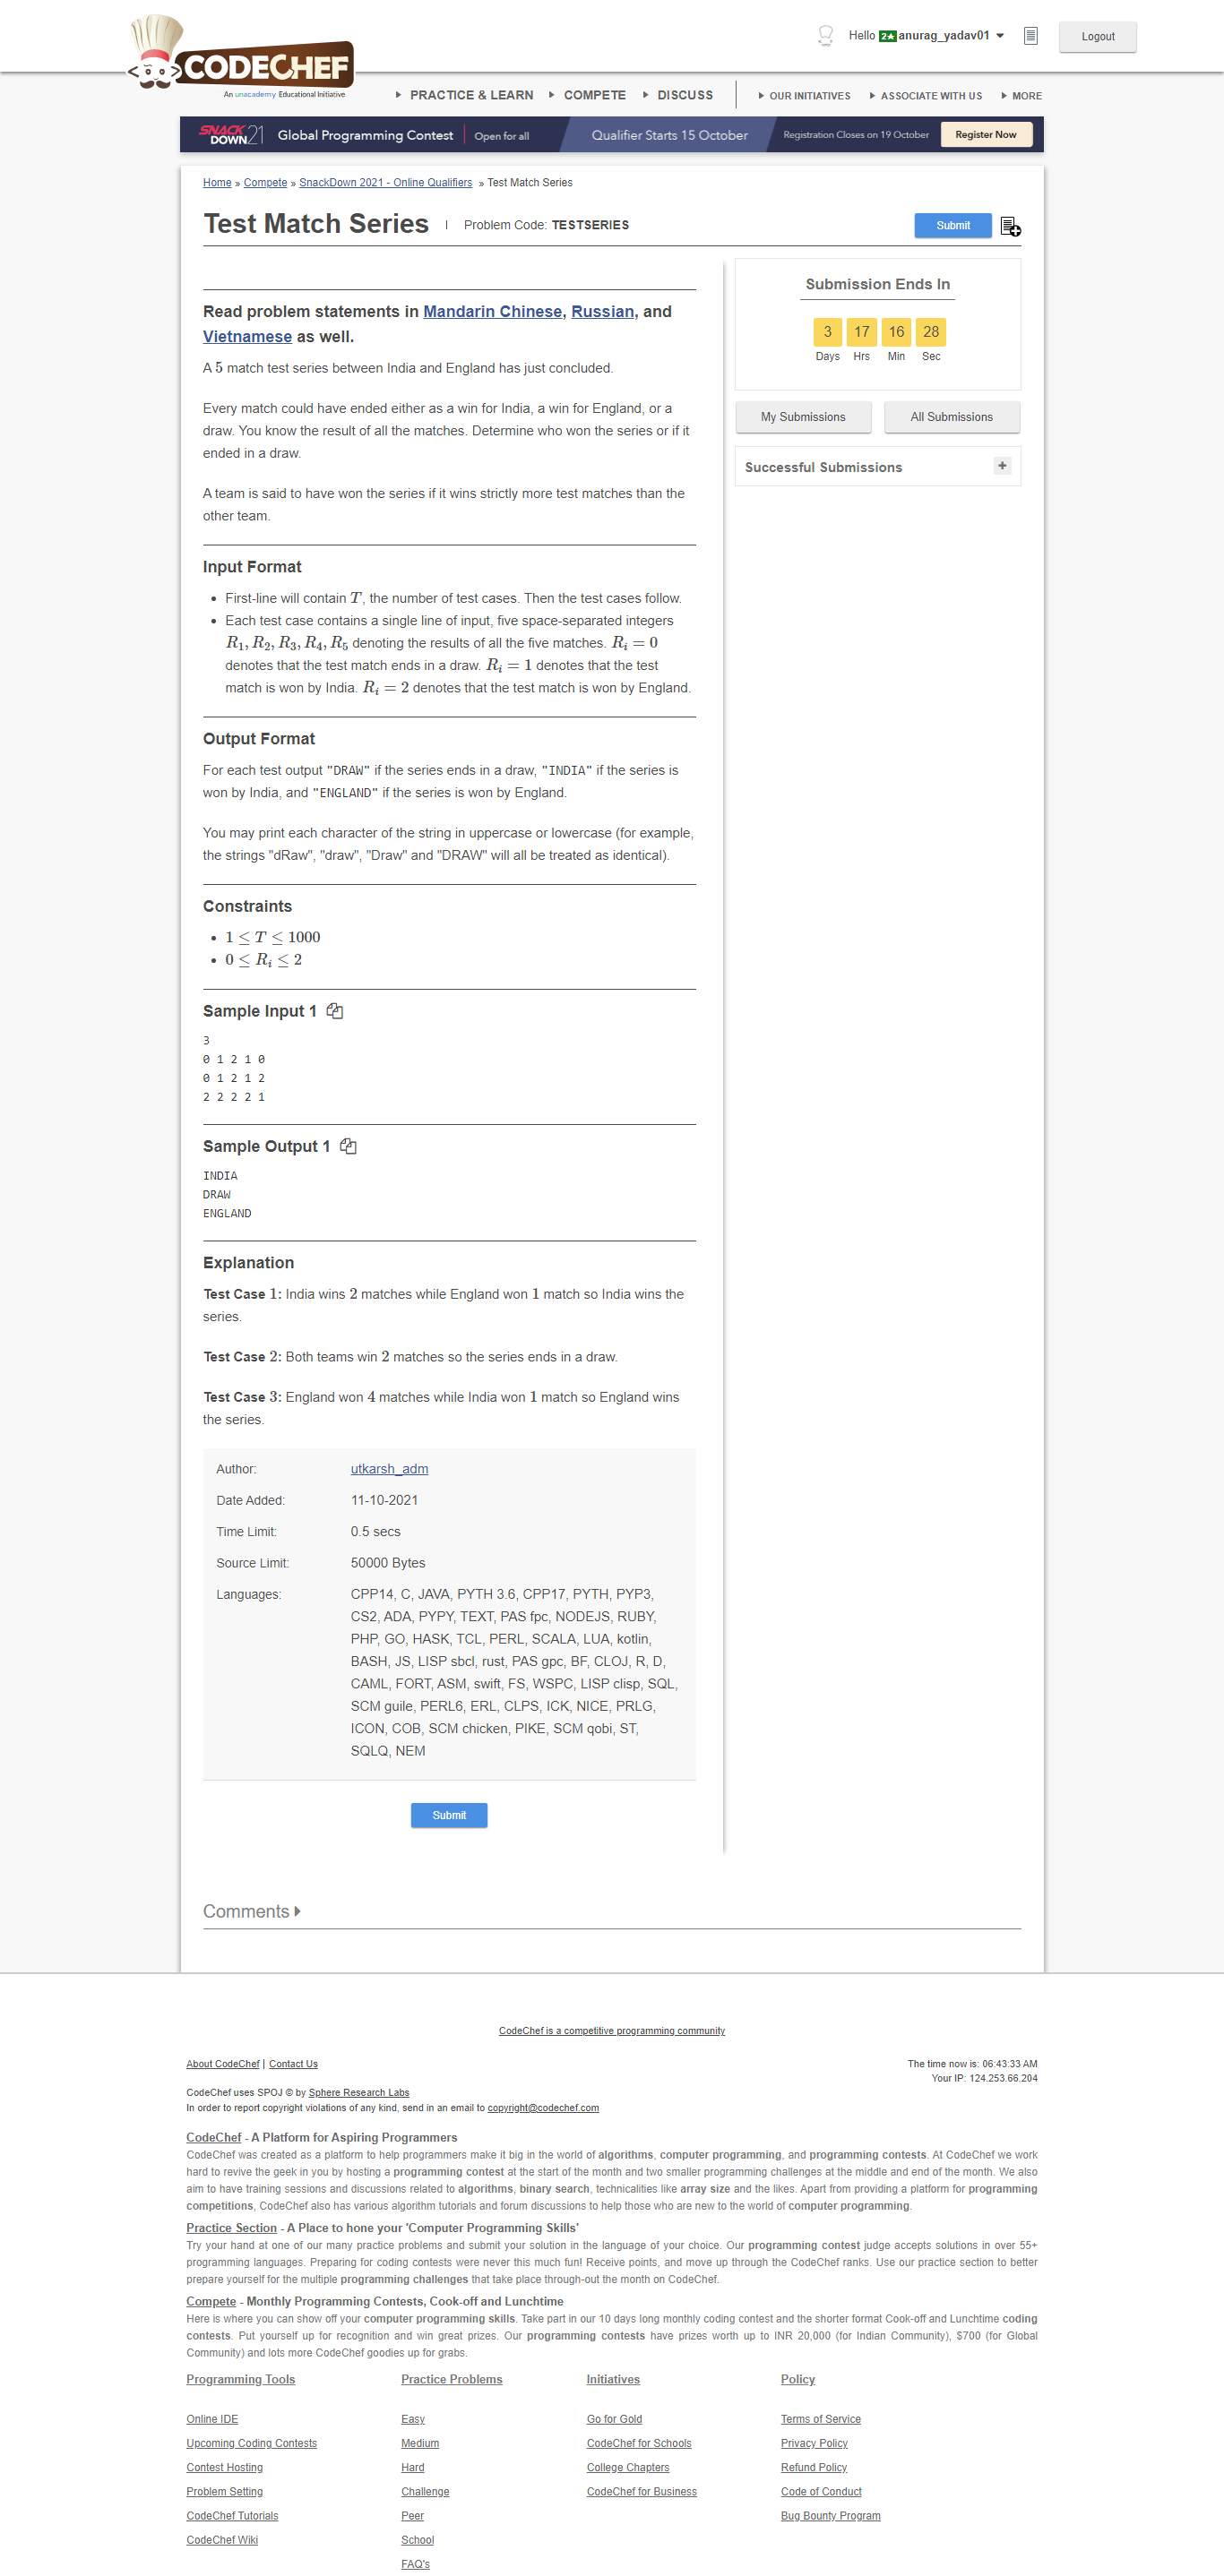 Hello 2★ anurag_yadav01
Logout
CODECHEF
An unacademy Educational Initiative
PRACTICE & LEARN COMPETE DISCUSS OUR INITIATIVES ASSOCIATE WITH US MORE
SNACK DOWN 21 Global Programming Contest Open for all Qualifier Starts 15 October Registration Closes on 19 October Register Now
Home » Compete » SnackDown 2021 - Online Qualifiers » Test Match Series
Test Match Series | Problem Code: TESTSERIES
Submit
Submission Ends In
3 17 16 28
Days Hrs Min Sec
My Submissions All Submissions
Successful Submissions +
Read problem statements in Mandarin Chinese, Russian, and
Vietnamese as well.
A 5 match test series between India and England has just concluded.
Every match could have ended either as a win for India, a win for England, or a
draw. You know the result of all the matches. Determine who won the series or if it
ended in a draw.
A team is said to have won the series if it wins strictly more test matches than the
other team.
Input Format
• First-line will contain T, the number of test cases. Then the test cases follow.
• Each test case contains a single line of input, five space-separated integers
R₁, R₂, R₃, R₄, R₅ denoting the results of all the five matches. Rᵢ = 0
denotes that the test match ends in a draw. Rᵢ = 1 denotes that the test
match is won by India. Rᵢ = 2 denotes that the test match is won by England.
Output Format
For each test output "DRAW" if the series ends in a draw, "INDIA" if the series is
won by India, and "ENGLAND" if the series is won by England.
You may print each character of the string in uppercase or lowercase (for example,
the strings "dRaw", "draw", "Draw" and "DRAW" will all be treated as identical).
Constraints
• 1 ≤ T ≤ 1000
• 0 ≤ Rᵢ ≤ 2
Sample Input 1
3
0 1 2 1 0
0 1 2 1 2
2 2 2 2 1
Sample Output 1
INDIA
DRAW
ENGLAND
Explanation
Test Case 1: India wins 2 matches while England won 1 match so India wins the
series.
Test Case 2: Both teams win 2 matches so the series ends in a draw.
Test Case 3: England won 4 matches while India won 1 match so England wins
the series.
Author: utkarsh_adm
Date Added: 11-10-2021
Time Limit: 0.5 secs
Source Limit: 50000 Bytes
Languages: CPP14, C, JAVA, PYTH 3.6, CPP17, PYTH, PYP3,
CS2, ADA, PYPY, TEXT, PAS fpc, NODEJS, RUBY,
PHP, GO, HASK, TCL, PERL, SCALA, LUA, kotlin,
BASH, JS, LISP sbcl, rust, PAS gpc, BF, CLOJ, R, D,
CAML, FORT, ASM, swift, FS, WSPC, LISP clisp, SQL,
SCM guile, PERL6, ERL, CLPS, ICK, NICE, PRLG,
ICON, COB, SCM chicken, PIKE, SCM qobi, ST,
SQLQ, NEM
Submit
Comments
CodeChef is a competitive programming community
About CodeChef | Contact Us
The time now is: 06:43:33 AM
Your IP: 124.253.66.204
CodeChef uses SPOJ © by Sphere Research Labs
In order to report copyright violations of any kind, send in an email to copyright@codechef.com
CodeChef - A Platform for Aspiring Programmers
CodeChef was created as a platform to help programmers make it big in the world of algorithms, computer programming, and programming contests. At CodeChef we work
hard to revive the geek in you by hosting a programming contest at the start of the month and two smaller programming challenges at the middle and end of the month. We also
aim to have training sessions and discussions related to algorithms, binary search, technicalities like array size and the likes. Apart from providing a platform for programming
competitions, CodeChef also has various algorithm tutorials and forum discussions to help those who are new to the world of computer programming.
Practice Section - A Place to hone your 'Computer Programming Skills'
Try your hand at one of our many practice problems and submit your solution in the language of your choice. Our programming contest judge accepts solutions in over 55+
programming languages. Preparing for coding contests were never this much fun! Receive points, and move up through the CodeChef ranks. Use our practice section to better
prepare yourself for the multiple programming challenges that take place through-out the month on CodeChef.
Compete - Monthly Programming Contests, Cook-off and Lunchtime
Here is where you can show off your computer programming skills. Take part in our 10 days long monthly coding contest and the shorter format Cook-off and Lunchtime coding
contests. Put yourself up for recognition and win great prizes. Our programming contests have prizes worth up to INR 20,000 (for Indian Community), $700 (for Global
Community) and lots more CodeChef goodies up for grabs.
Programming Tools Practice Problems Initiatives Policy
Online IDE Easy Go for Gold Terms of Service
Upcoming Coding Contests Medium CodeChef for Schools Privacy Policy
Contest Hosting Hard College Chapters Refund Policy
Problem Setting Challenge CodeChef for Business Code of Conduct
CodeChef Tutorials Peer Bug Bounty Program
CodeChef Wiki School
FAQ's